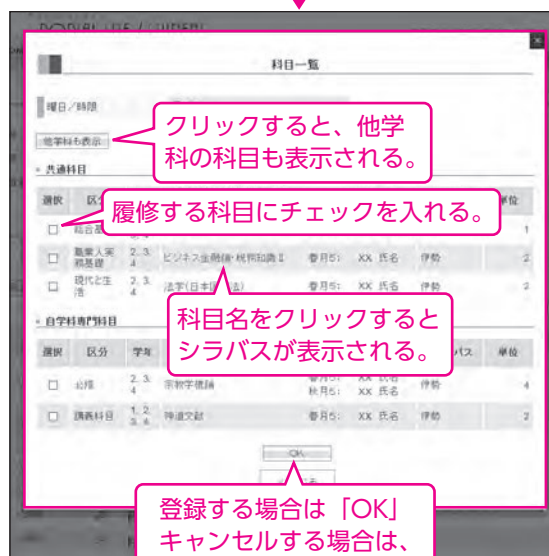 科目一覧
曜日/時限
クリックすると、他学
科の科目も表示される。
他学科も表示
共通科目
選択 区分 単位
履修する科目にチェックを入れる。
総合基 1
職業人実務基礎 2, 3, 4 ビジネス金融論・税務知識Ⅱ 春月5: XX 氏名 伊勢 2
現代と生活 2, 3, 4 法学(日本国 法) 春月5: XX 氏名 伊勢 2
科目名をクリックすると
シラバスが表示される。
自学科専門科目
選択 区分 学年 パス 単位
2, 3, 4 宗教学概論 春月5: XX 氏名 伊勢 4
秋月5: XX 氏名
講義科目 1, 2, 3, 4 神道文献 春月5: XX 氏名 伊勢 2
OK
登録する場合は「OK」
キャンセルする場合は、